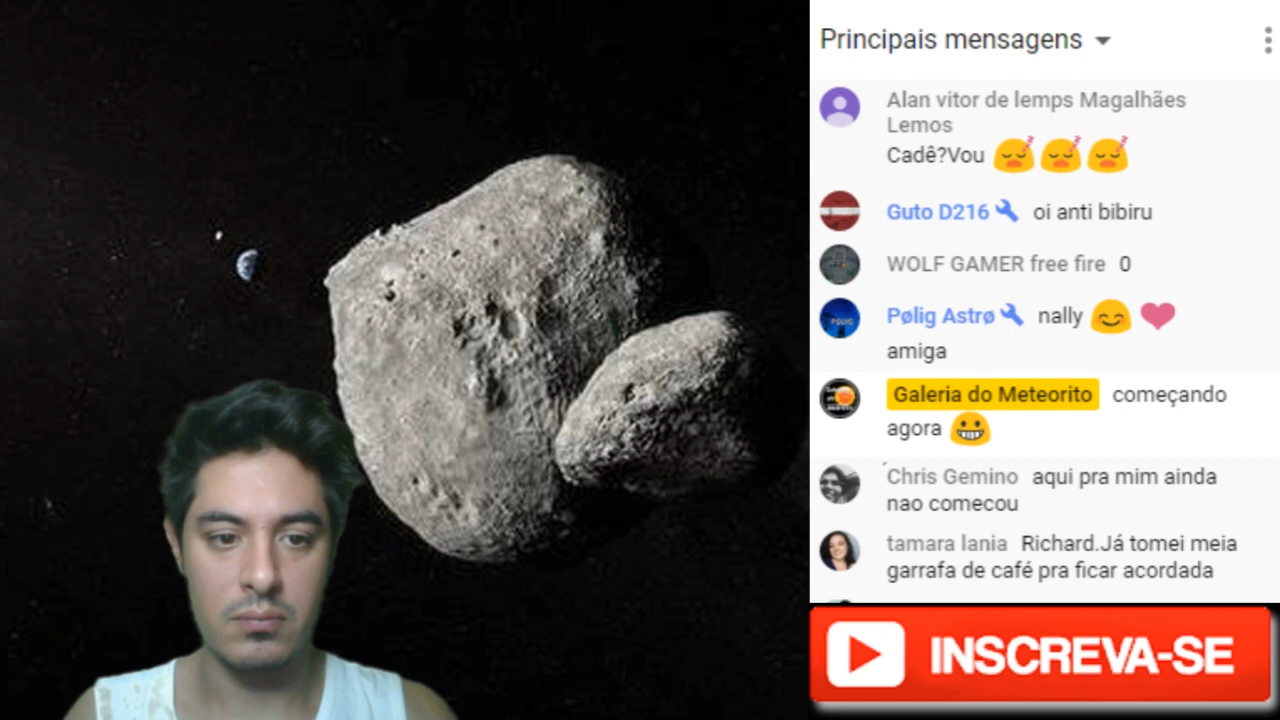 Principais mensagens
Alan vitor de lemps Magalhães
Lemos
Cadê?Vou 😴😴😴
Guto D216 oi anti bibiru
WOLF GAMER free fire 0
Pølig Astrø nally 😊 ❤
amiga
Galeria do Meteorito começando
agora 😀
Chris Gemino aqui pra mim ainda
nao comecou
tamara lania Richard.Já tomei meia
garrafa de café pra ficar acordada
INSCREVA-SE